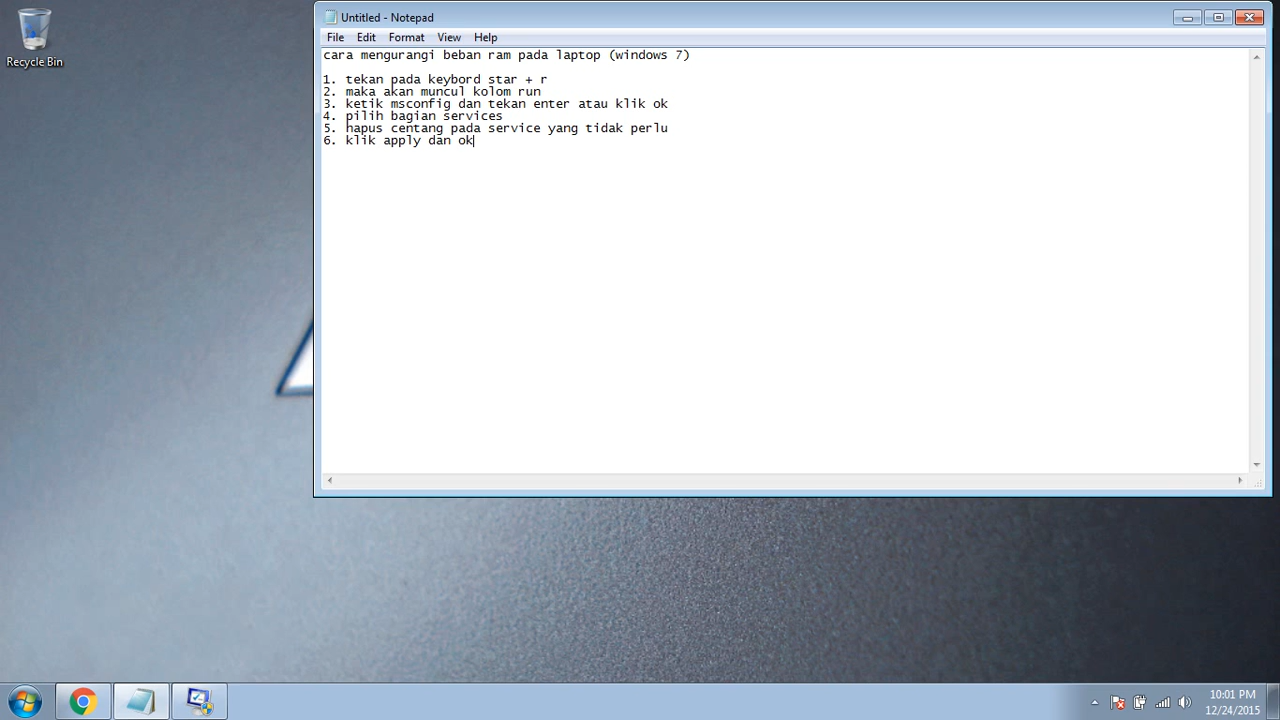 Untitled - Notepad
Recycle Bin
File Edit Format View Help
cara mengurangi beban ram pada laptop (windows 7)
1. tekan pada keybord star + r
2. maka akan muncul kolom run
3. ketik msconfig dan tekan enter atau klik ok
4. pilih bagian services
5. hapus centang pada service yang tidak perlu
6. klik apply dan ok
10:01 PM
12/24/2015